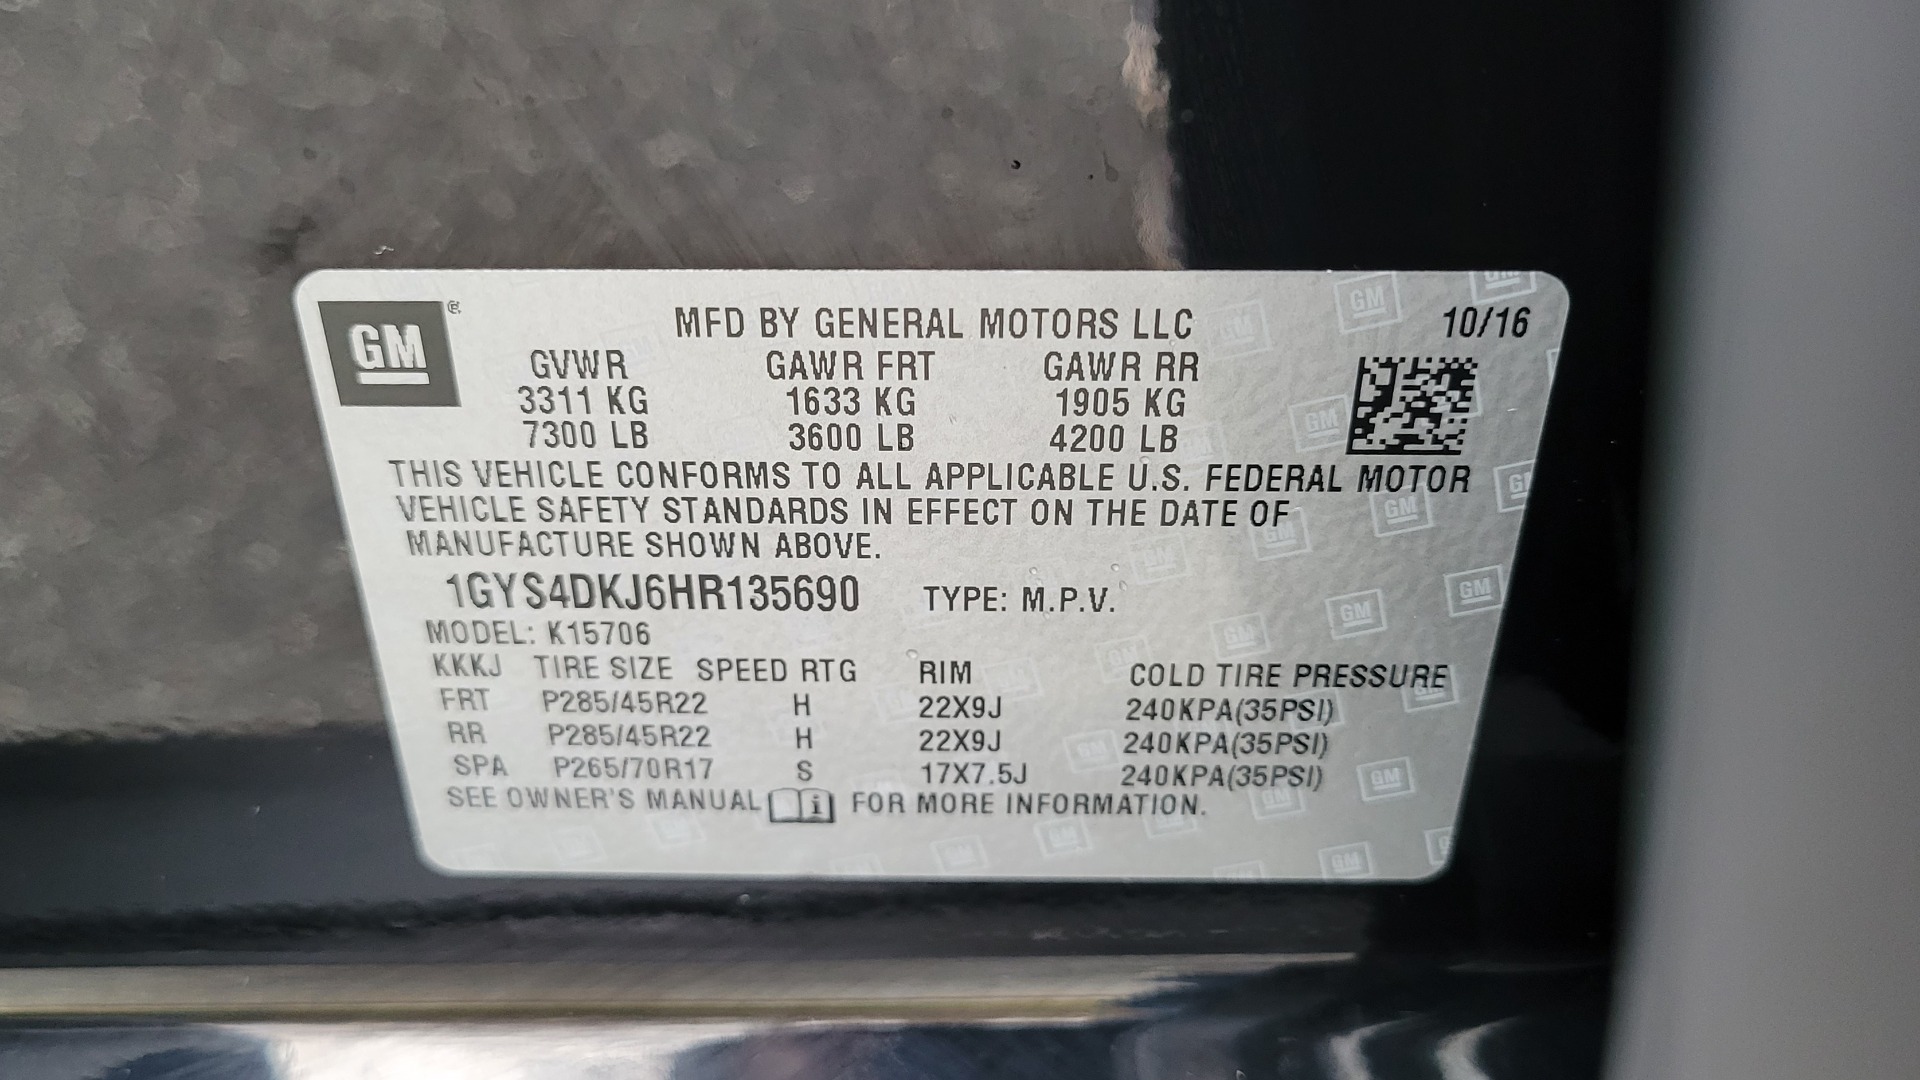 GM ®
MFD BY GENERAL MOTORS LLC 10/16
GVWR GAWR FRT GAWR RR
3311 KG 1633 KG 1905 KG
7300 LB 3600 LB 4200 LB
THIS VEHICLE CONFORMS TO ALL APPLICABLE U.S. FEDERAL MOTOR
VEHICLE SAFETY STANDARDS IN EFFECT ON THE DATE OF
MANUFACTURE SHOWN ABOVE.
1GYS4DKJ6HR135690 TYPE: M.P.V.
MODEL: K15706
KKKJ TIRE SIZE SPEED RTG RIM COLD TIRE PRESSURE
FRT P285/45R22 H 22X9J 240KPA(35PSI)
RR P285/45R22 H 22X9J 240KPA(35PSI)
SPA P265/70R17 S 17X7.5J 240KPA(35PSI)
SEE OWNER'S MANUAL i FOR MORE INFORMATION.